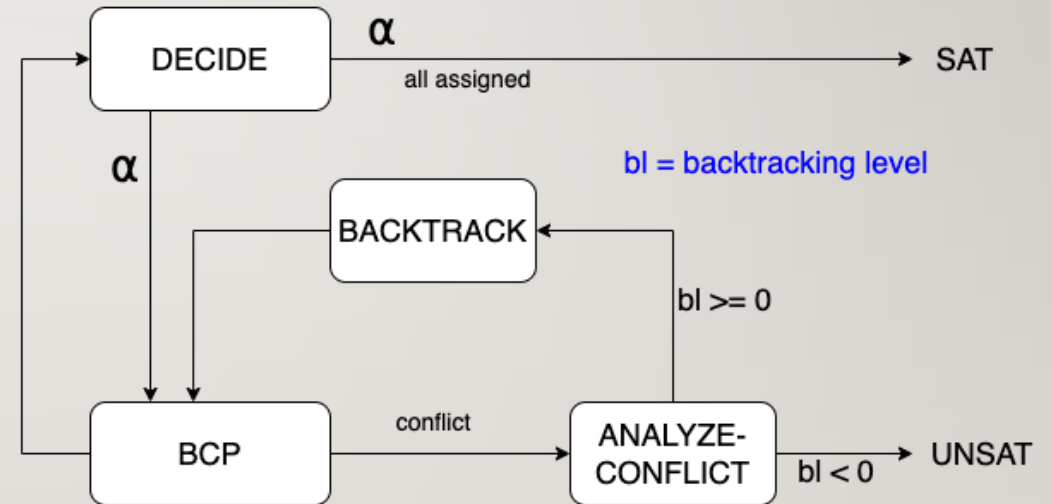 α
DECIDE
SAT
all assigned
α
bl = backtracking level
BACKTRACK
bl >= 0
conflict
BCP
ANALYZE-
CONFLICT
UNSAT
bl < 0